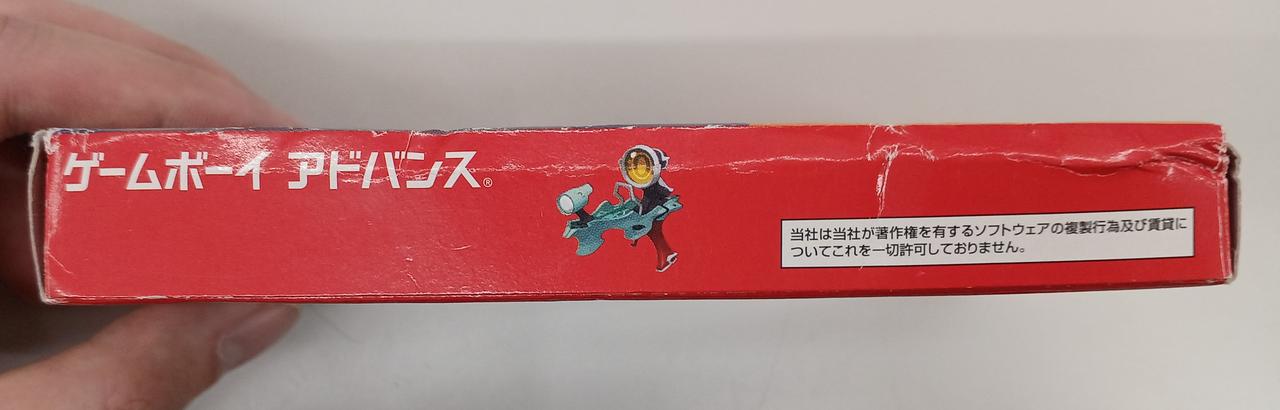 ゲームボーイ アドバンス®
当社は当社が著作権を有するソフトウェアの複製行為及び賃貸に
ついてこれを一切許可しておりません。